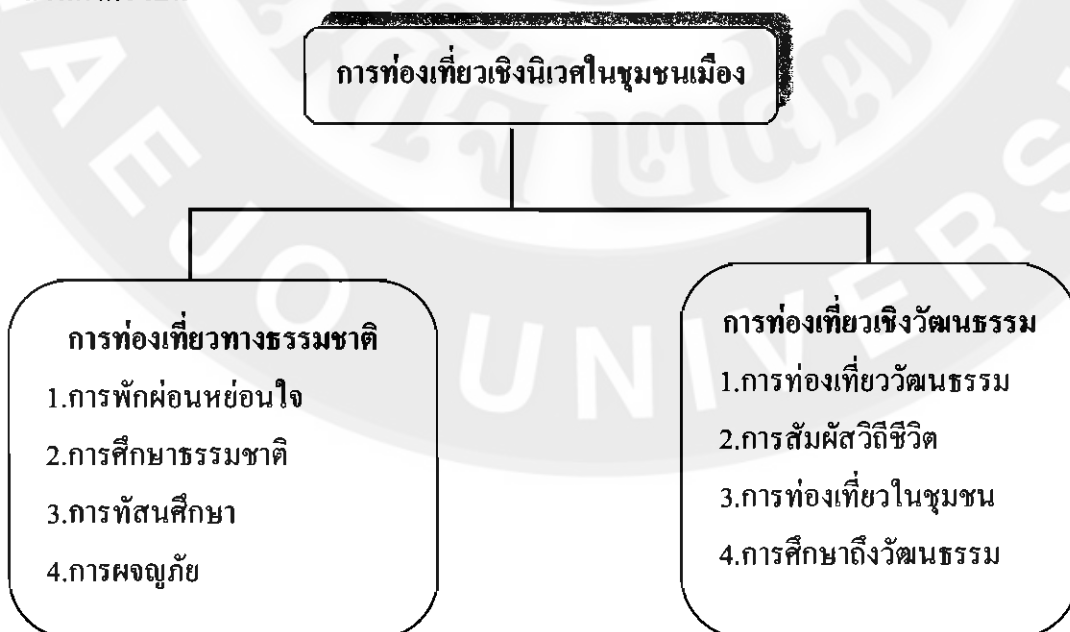 การท่องเที่ยวเชิงนิเวศในชุมชนเมือง
การท่องเที่ยวทางธรรมชาติ
1.การพักผ่อนหย่อนใจ
2.การศึกษาธรรมชาติ
3.การทัสนศึกษา
4.การผจญภัย
การท่องเที่ยวเชิงวัฒนธรรม
1.การท่องเที่ยววัฒนธรรม
2.การสัมผัสวิถีชีวิต
3.การท่องเที่ยวในชุมชน
4.การศึกษาถึงวัฒนธรรม
AEJO UNIVERS